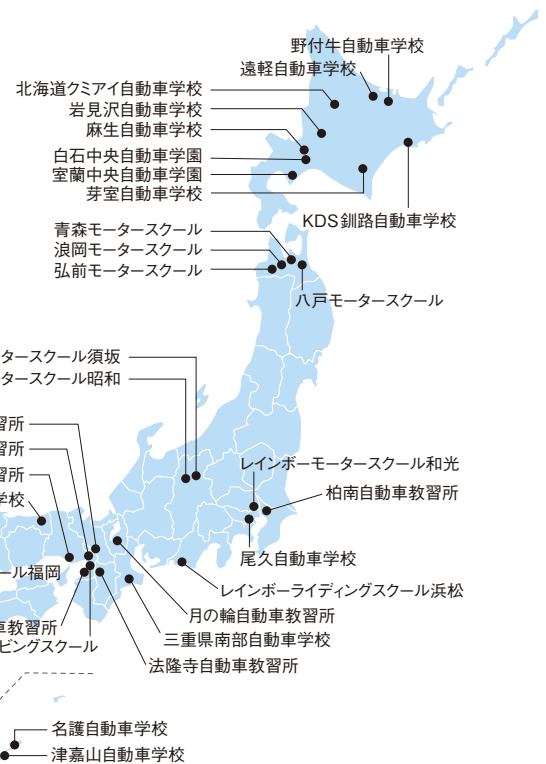 野付牛自動車学校
遠軽自動車学校
北海道クミアイ自動車学校
岩見沢自動車学校
麻生自動車学校
白石中央自動車学園
室蘭中央自動車学園
芽室自動車学校
KDS釧路自動車学校
青森モータースクール
浪岡モータースクール
弘前モータースクール
八戸モータースクール
タースクール須坂
タースクール昭和
習所
習所
習所
学校
レインボーモータースクール和光
柏南自動車教習所
尾久自動車学校
ール福岡
レインボーライディングスクール浜松
月の輪自動車教習所
車教習所
ビングスクール
三重県南部自動車学校
法隆寺自動車教習所
名護自動車学校
津嘉山自動車学校